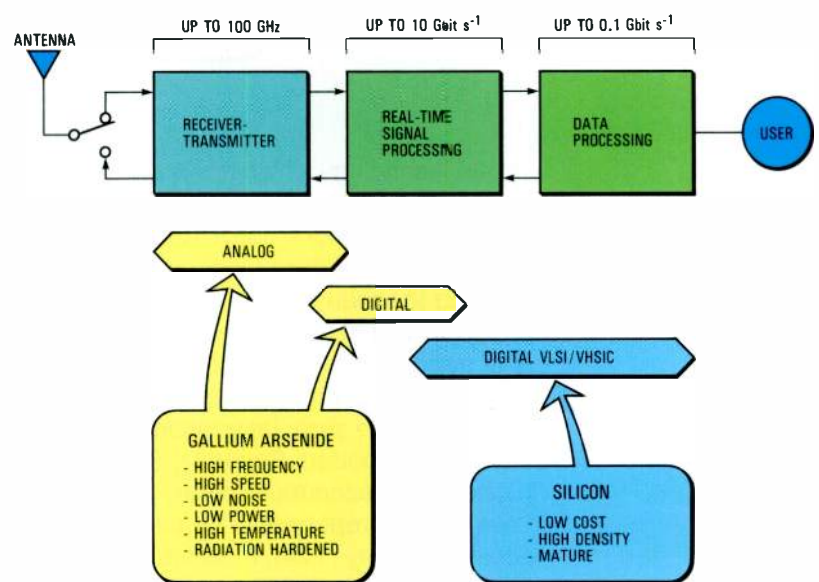 UP TO 100 GHz
UP TO 10 Gbit s⁻¹
UP TO 0.1 Gbit s⁻¹
ANTENNA
RECEIVER-
TRANSMITTER
REAL-TIME
SIGNAL
PROCESSING
DATA
PROCESSING
USER
ANALOG
DIGITAL
DIGITAL VLSI/VHSIC
GALLIUM ARSENIDE
- HIGH FREQUENCY
- HIGH SPEED
- LOW NOISE
- LOW POWER
- HIGH TEMPERATURE
- RADIATION HARDENED
SILICON
- LOW COST
- HIGH DENSITY
- MATURE